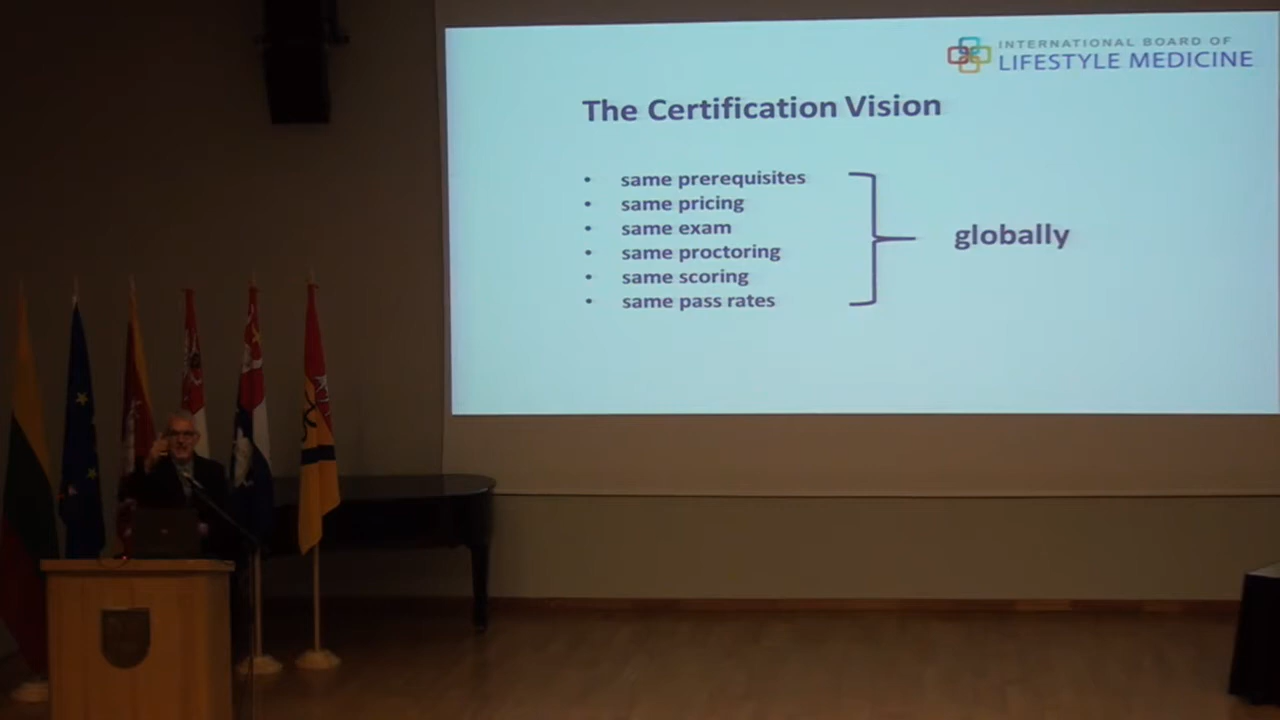 INTERNATIONAL BOARD OF
LIFESTYLE MEDICINE
The Certification Vision
• same prerequisites
• same pricing
• same exam
• same proctoring
• same scoring
• same pass rates
globally